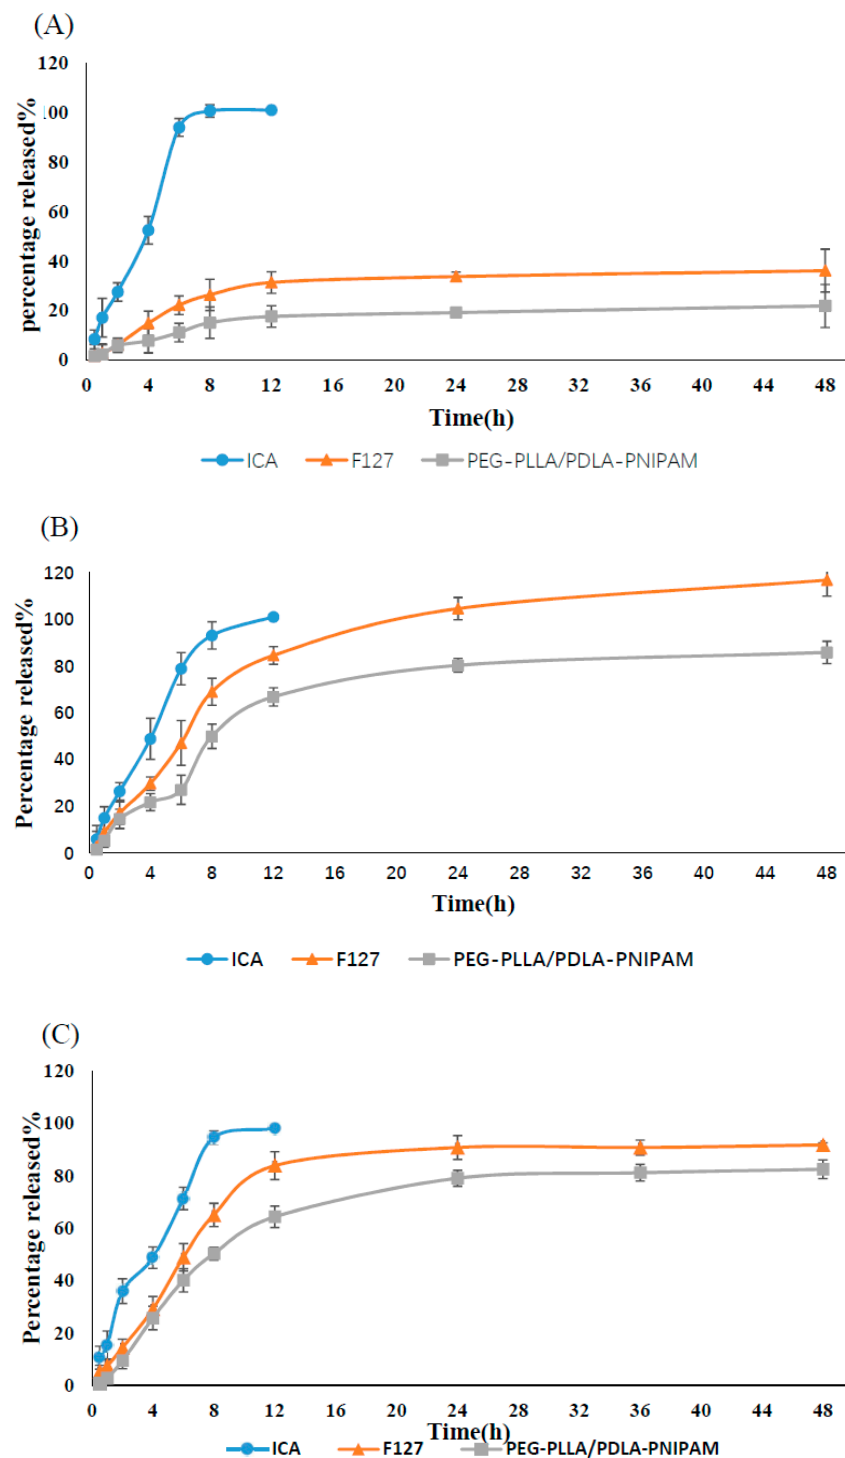 (A)
120
100
80
60
40
20
0
percentage released%
0 4 8 12 16 20 24 28 32 36 40 44 48
Time(h)
ICA F127 PEG-PLLA/PDLA-PNIPAM
(B)
120
100
80
60
40
20
0
Percentage released%
0 4 8 12 16 20 24 28 32 36 40 44 48
Time(h)
ICA F127 PEG-PLLA/PDLA-PNIPAM
(C)
120
100
80
60
40
20
0
Percentage released%
0 4 8 12 16 20 24 28 32 36 40 44 48
Time(h)
ICA F127 PEG-PLLA/PDLA-PNIPAM